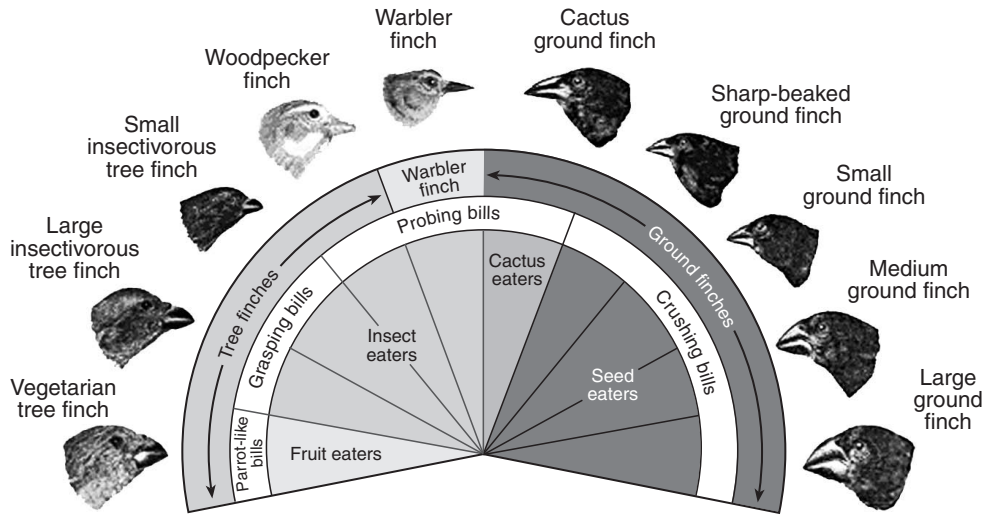 Vegetarian
tree finch
Large
insectivorous
tree finch
Small
insectivorous
tree finch
Woodpecker
finch
Warbler
finch
Cactus
ground finch
Sharp-beaked
ground finch
Small
ground finch
Medium
ground finch
Large
ground
finch
Tree finches
Warbler
finch
Ground finches
Parrot-like
bills
Grasping bills
Probing bills
Crushing bills
Fruit eaters
Insect
eaters
Cactus
eaters
Seed
eaters